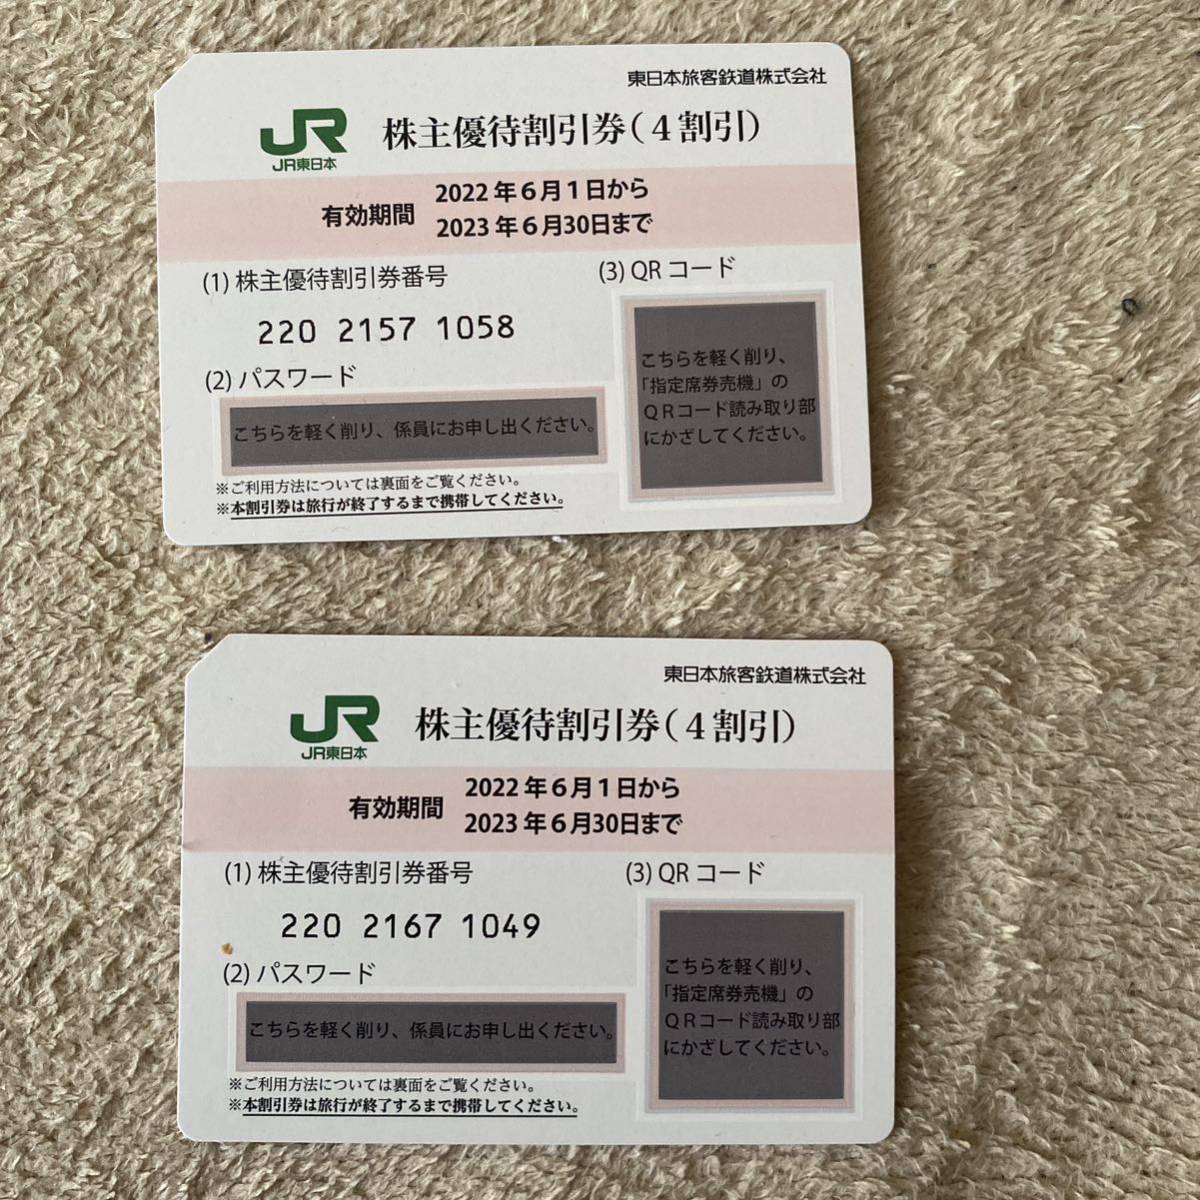 東日本旅客鉄道株式会社
JR 株主優待割引券(4割引)
JR東日本
有効期間 2022年6月1日から
2023年6月30日まで
(1) 株主優待割引券番号
220 2157 1058
(2) パスワード
こちらを軽く削り、係員にお申し出ください。
(3) QRコード
こちらを軽く削り、
「指定席券売機」の
QRコード読み取り部
にかざしてください。
※ご利用方法については裏面をご覧ください。
※本割引券は旅行が終了するまで携帯してください。
東日本旅客鉄道株式会社
JR 株主優待割引券(4割引)
JR東日本
有効期間 2022年6月1日から
2023年6月30日まで
(1) 株主優待割引券番号
220 2167 1049
(2) パスワード
こちらを軽く削り、係員にお申し出ください。
(3) QRコード
こちらを軽く削り、
「指定席券売機」の
QRコード読み取り部
にかざしてください。
※ご利用方法については裏面をご覧ください。
※本割引券は旅行が終了するまで携帯してください。